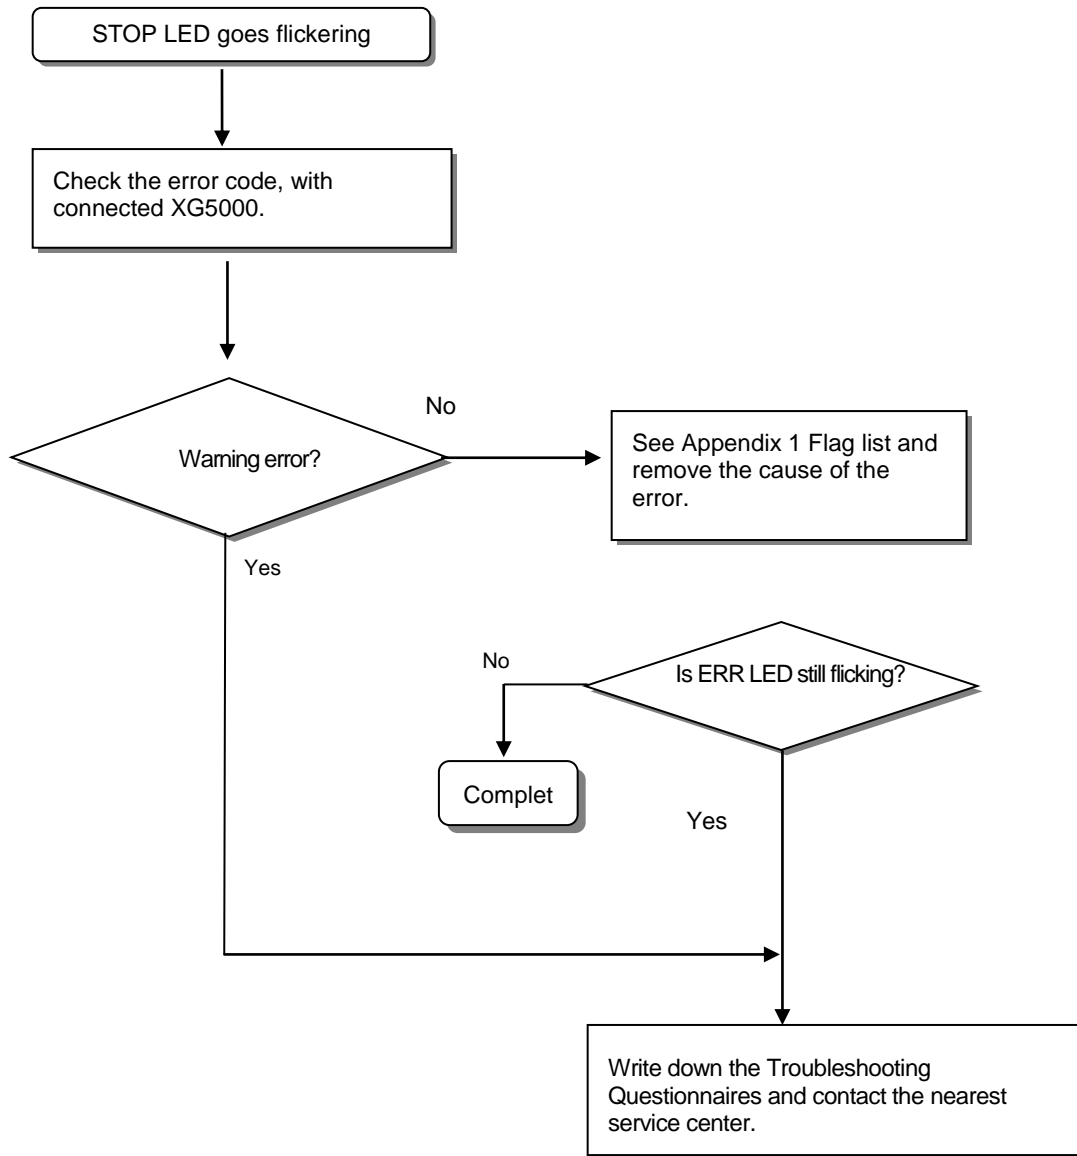 STOP LED goes flickering
Check the error code, with
connected XG5000.
No
Warning error?
See Appendix 1 Flag list and
remove the cause of the
error.
Yes
No
Is ERR LED still flicking?
Complet
Yes
Write down the Troubleshooting
Questionnaires and contact the nearest
service center.